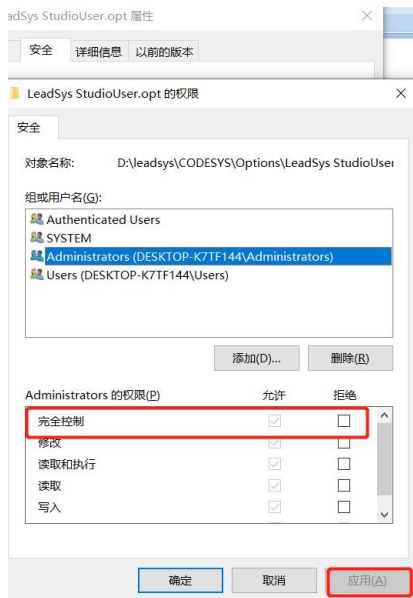 adSys StudioUser.opt 属性
安全 详细信息 以前的版本
LeadSys StudioUser.opt 的权限
安全
对象名称: D:\leadsys\CODESYS\Options\LeadSys StudioUser
组或用户名(G):
Authenticated Users
SYSTEM
Administrators (DESKTOP-K7TF144\Administrators)
Users (DESKTOP-K7TF144\Users)
添加(D)... 删除(R)
Administrators 的权限(P) 允许 拒绝
完全控制
修改
读取和执行
读取
写入
确定 取消 应用(A)